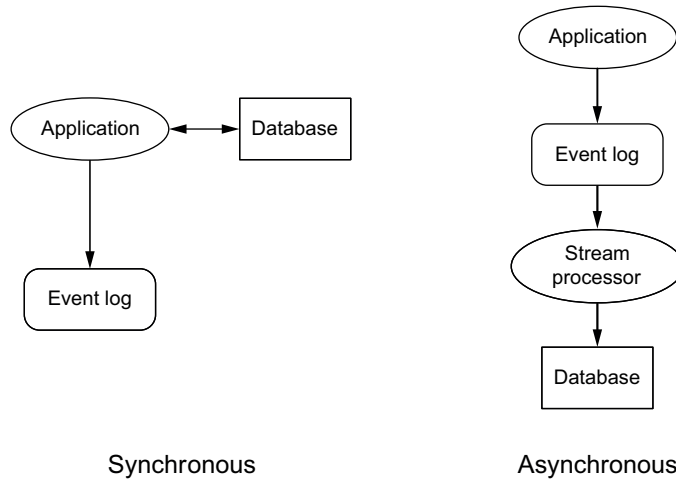 Application
Database
Event log
Synchronous
Application
Event log
Stream
processor
Database
Asynchronous